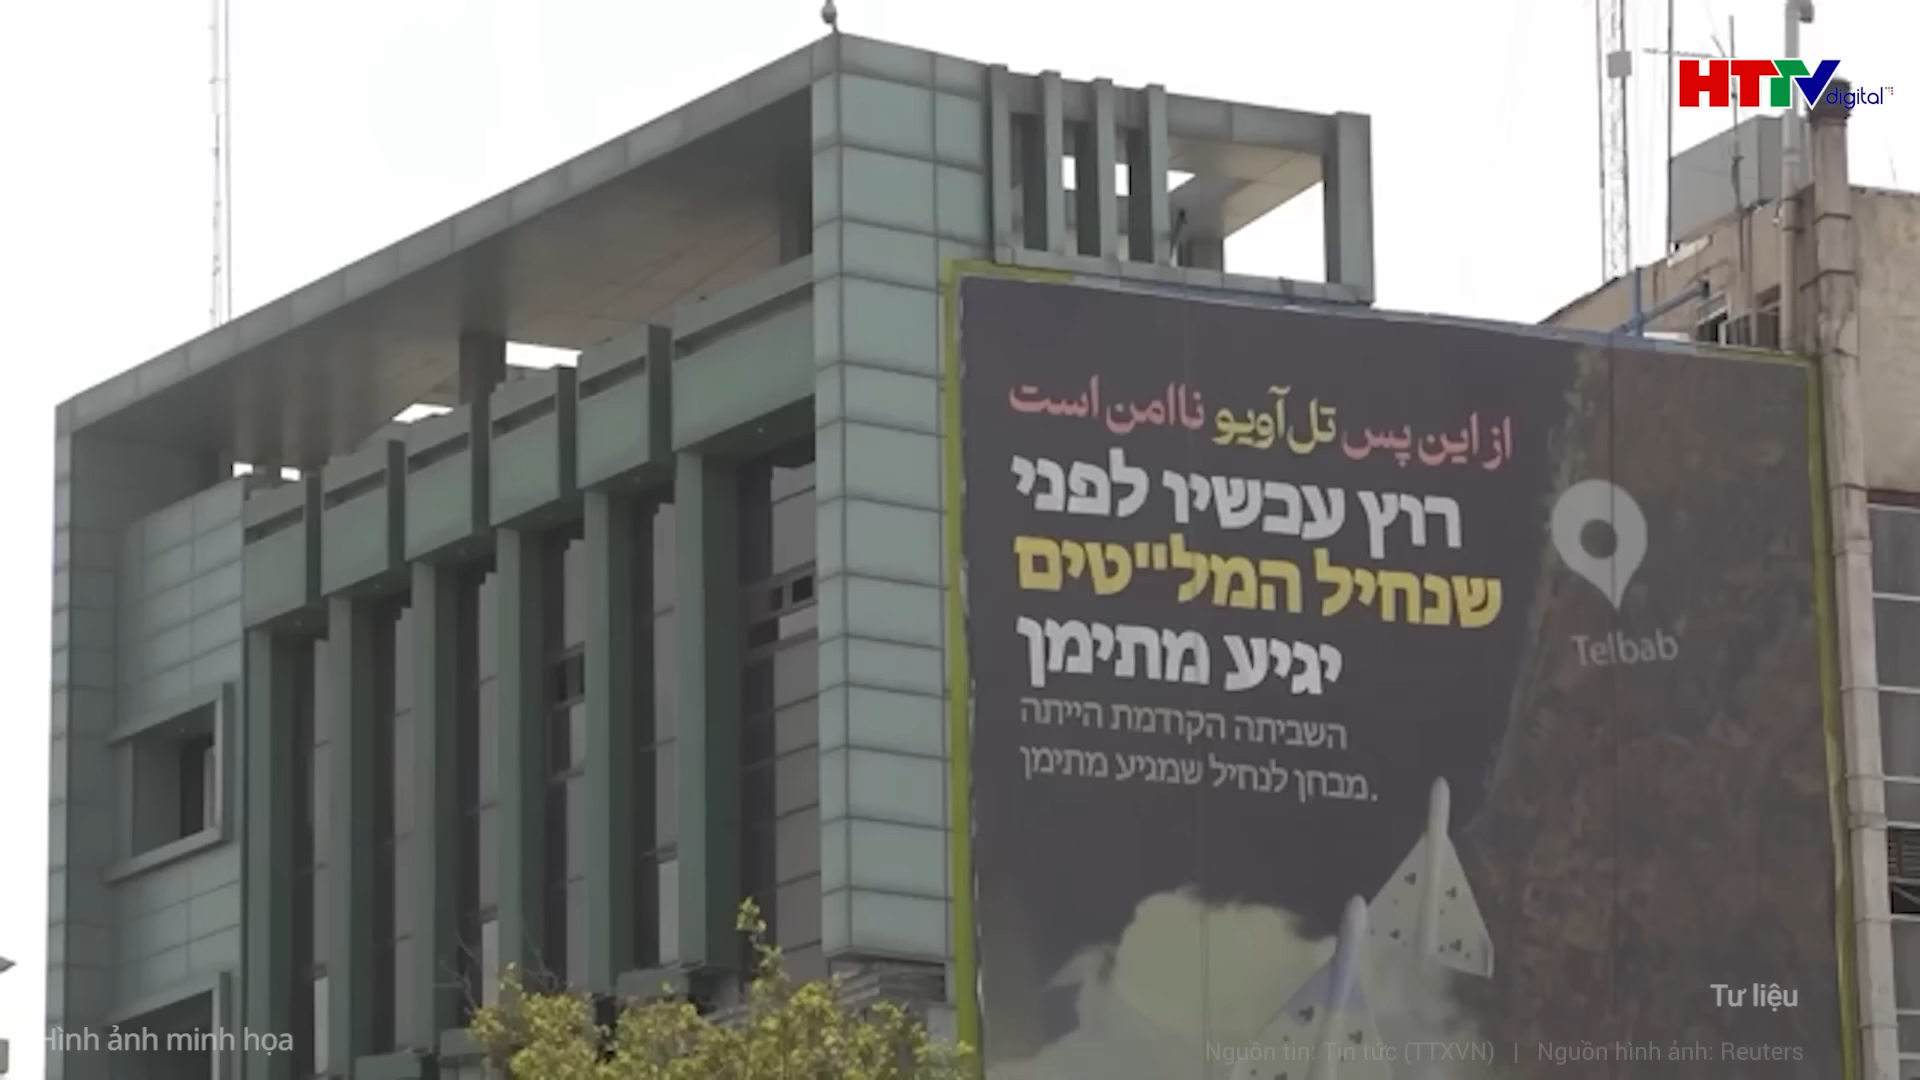 HTTV digital
از این پس تل‌آویو ناامن است
רוץ עכשיו לפני
שנחיל המל"טים
יגיע מתימן
השביתה הקודמת הייתה
מבחן לנחיל שמגיע מתימן.
Telbab
Tư liệu
Hình ảnh minh họa
Nguồn tin: Tin tức (TTXVN) | Nguồn hình ảnh: Reuters